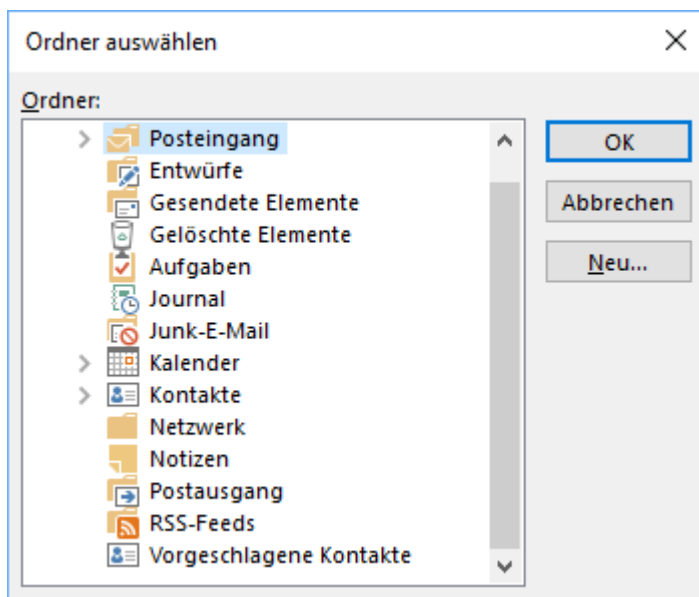 Ordner auswählen
Ordner:
Posteingang
Entwürfe
Gesendete Elemente
Gelöschte Elemente
Aufgaben
Journal
Junk-E-Mail
Kalender
Kontakte
Netzwerk
Notizen
Postausgang
RSS-Feeds
Vorgeschlagene Kontakte
OK
Abbrechen
Neu...